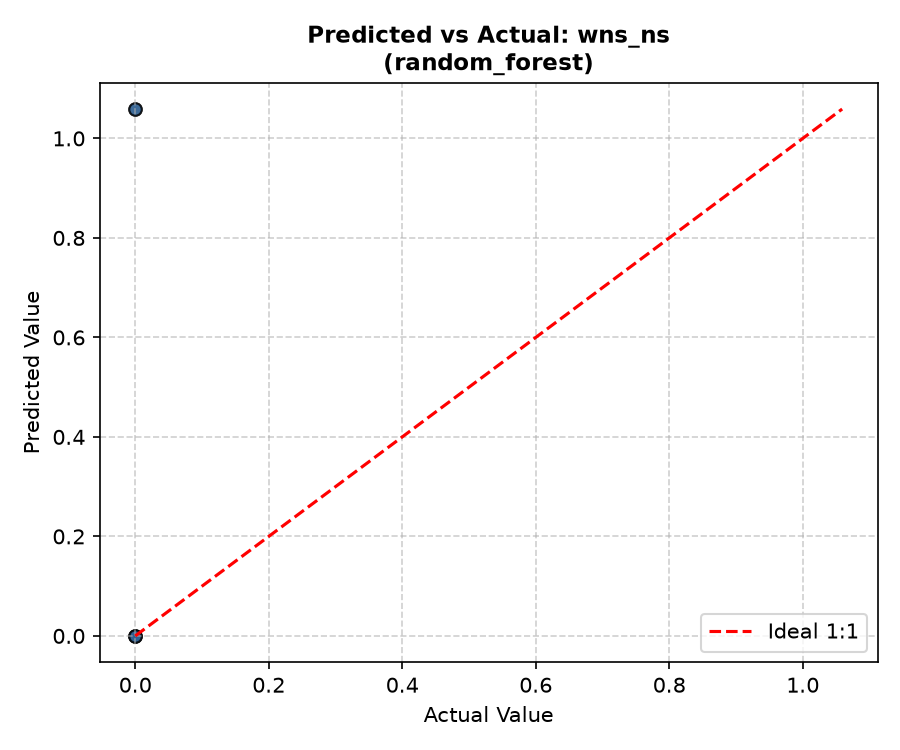 Predicted vs Actual: wns_ns
(random_forest)
Predicted Value
1.0
0.8
0.6
0.4
0.2
0.0
Ideal 1:1
0.0 0.2 0.4 0.6 0.8 1.0
Actual Value